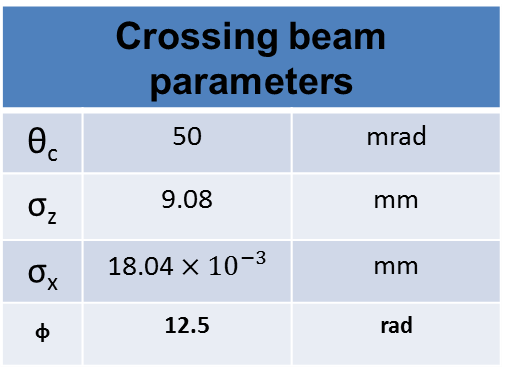 Crossing beam
parameters
θc 50 mrad
σz 9.08 mm
σx 18.04 × 10−3 mm
ϕ 12.5 rad